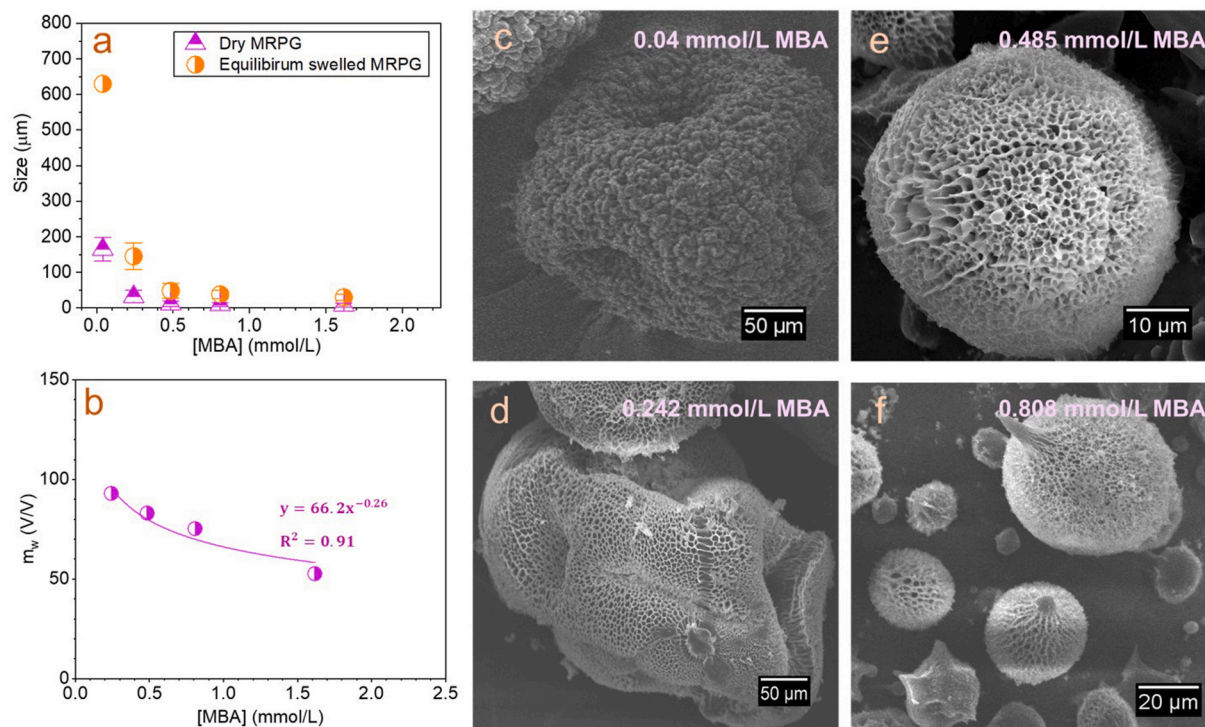 a
Dry MRPG
Equilibirum swelled MRPG
Size (μm)
800
700
600
500
400
300
200
100
0
0.0 0.5 1.0 1.5 2.0
[MBA] (mmol/L)
b
m_w (V/V)
150
100
50
0
y = 66.2x^−0.26
R² = 0.91
0.0 0.5 1.0 1.5 2.0 2.5
[MBA] (mmol/L)
c
0.04 mmol/L MBA
50 μm
d
0.242 mmol/L MBA
50 μm
e
0.485 mmol/L MBA
10 μm
f
0.808 mmol/L MBA
20 μm